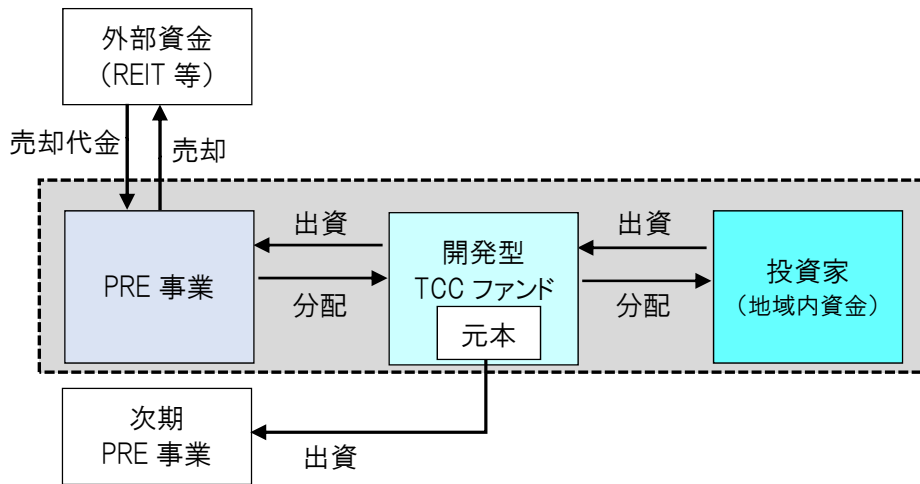 外部資金
（REIT 等）
売却代金
売却
PRE 事業
出資
分配
開発型
TCC ファンド
元本
出資
分配
投資家
（地域内資金）
次期
PRE 事業
出資